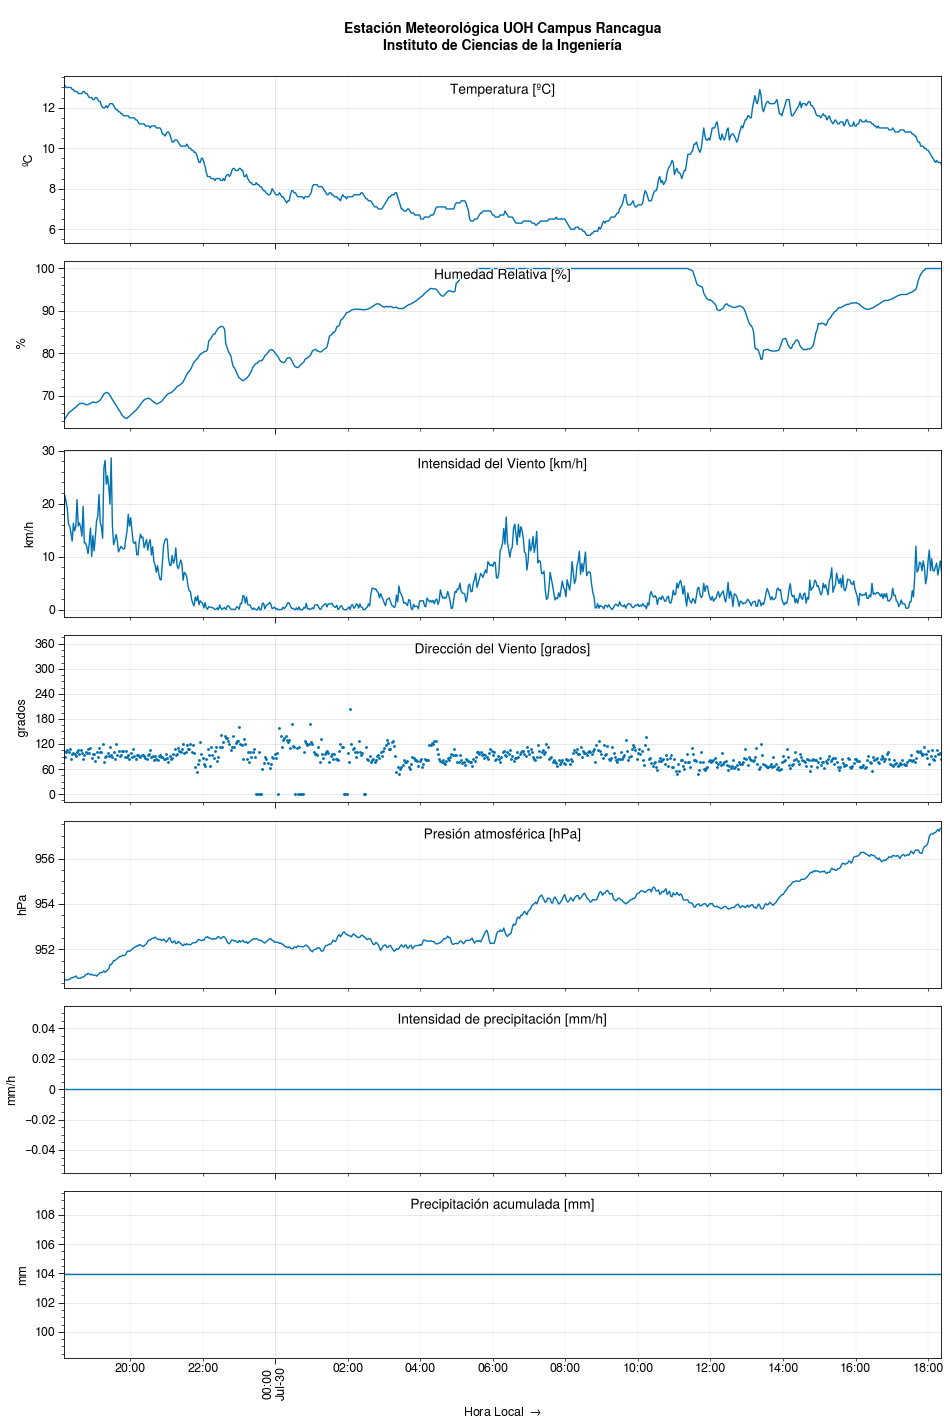 Estación Meteorológica UOH Campus Rancagua
Instituto de Ciencias de la Ingeniería
Temperatura [ºC]
ºC
12
10
8
6
Humedad Relativa [%]
%
100
90
80
70
Intensidad del Viento [km/h]
km/h
30
20
10
0
Dirección del Viento [grados]
grados
360
300
240
180
120
60
0
Presión atmosférica [hPa]
hPa
956
954
952
Intensidad de precipitación [mm/h]
mm/h
0.04
0.02
0
−0.02
−0.04
Precipitación acumulada [mm]
mm
108
106
104
102
100
20:00 22:00 00:00 02:00 04:00 06:00 08:00 10:00 12:00 14:00 16:00 18:00
Jul-30
Hora Local →